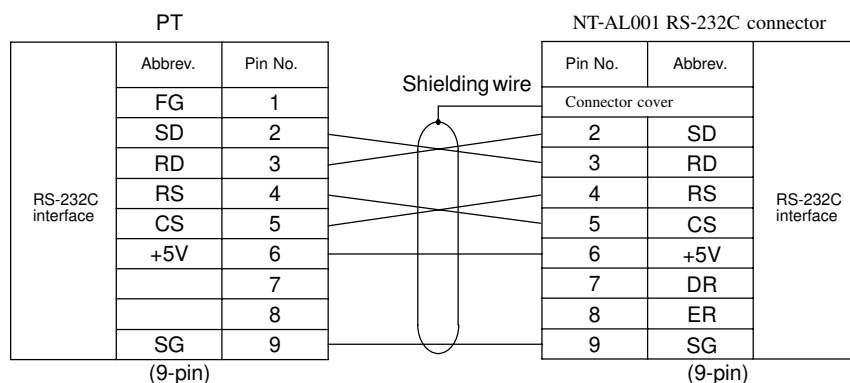 PT NT-AL001 RS-232C connector
Abbrev. Pin No. Pin No. Abbrev.
Shielding wire
FG 1 Connector cover
SD 2 2 SD
RD 3 3 RD
RS 4 4 RS
RS-232C interface RS-232C interface
CS 5 5 CS
+5V 6 6 +5V
7 7 DR
8 8 ER
SG 9 9 SG
(9-pin) (9-pin)